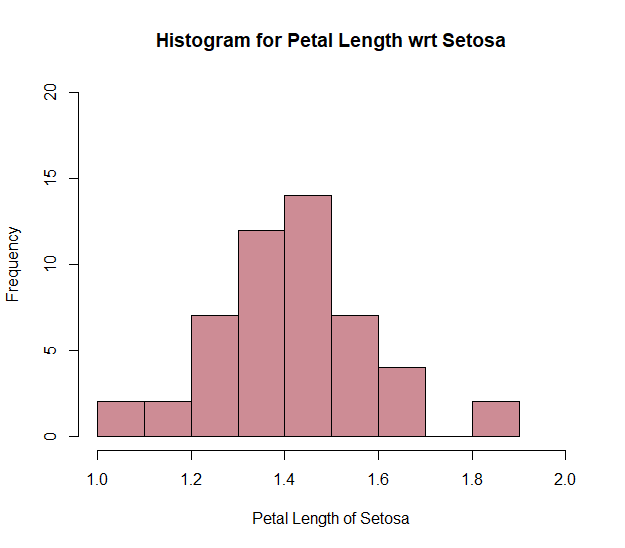 Histogram for Petal Length wrt Setosa
Frequency
20
15
10
5
0
1.0 1.2 1.4 1.6 1.8 2.0
Petal Length of Setosa